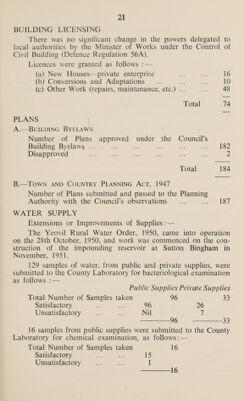 21
BUILDING LICENSING
There was no significant change in the powers delegated to
local authorities by the Minister of Works under the Control of
Civil Building (Defence Regulation 56A).
Licences were granted as follows :—
(a) New Houses—private enterprise ... ... 16
(b) Conversions and Adaptations ... ... ... 10
(c) Other Work (repairs, maintenance, etc.) ... ... 48
Total 74
PLANS
A.—Building Byelaws
Number of Plans approved under the Council's
Building Byelaws ... ... ... ... ... ... 182
Disapproved ... ... ... ... ... ... 2
Total 184
B.—Town and Country Planning Act, 1947
Number of Plans submitted and passed to the Planning
Authority with the Council's observations ... ... 187
WATER SUPPLY
Extensions or Improvements of Supplies:—
The Yeovil Rural Water Order, 1950, came into operation
on the 28th October, 1950, and work was commenced on the con-
struction of the impounding reservoir at Sutton Bingham in
November, 1951.
129 samples of water, from public and private supplies, were
submitted to the County Laboratory for bacteriological examination
as follows :—
Public Supplies Private Supplies
Total Number of Samples taken 96 33
Satisfactory ... ... 96 26
Unsatisfactory ... ... Nil 7
—96 —33
16 samples from public supplies were submitted to the County
Laboratory for chemical examination, as follows:—
Total Number of Samples taken 16
Satisfactory ... ... 15
Unsatisfactory ... ... 1
—16